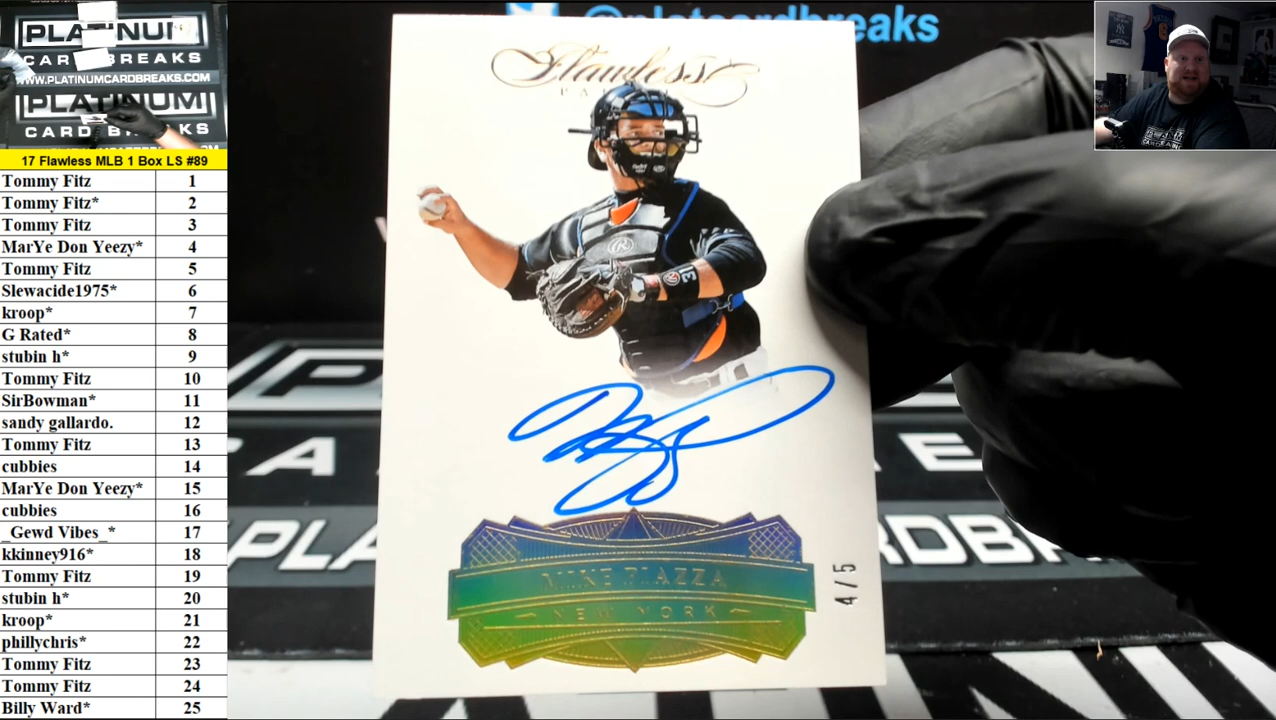 PLATINUM
CARD BREAKS
WWW.PLATINUMCARDBREAKS.COM
PLATINUM
CARD BREAKS
17 Flawless MLB 1 Box LS #89
Tommy Fitz 1
Tommy Fitz* 2
Tommy Fitz 3
MarYe Don Yeezy* 4
Tommy Fitz 5
Slewacide1975* 6
kroop* 7
G Rated* 8
stubin h* 9
Tommy Fitz 10
SirBowman* 11
sandy gallardo. 12
Tommy Fitz 13
cubbies 14
MarYe Don Yeezy* 15
cubbies 16
_Gewd Vibes_* 17
kkinney916* 18
Tommy Fitz 19
stubin h* 20
kroop* 21
phillychris* 22
Tommy Fitz 23
Tommy Fitz 24
Billy Ward* 25
@platcardbreaks
Flawless
31
MIKE PIAZZA
NEW YORK
4/5